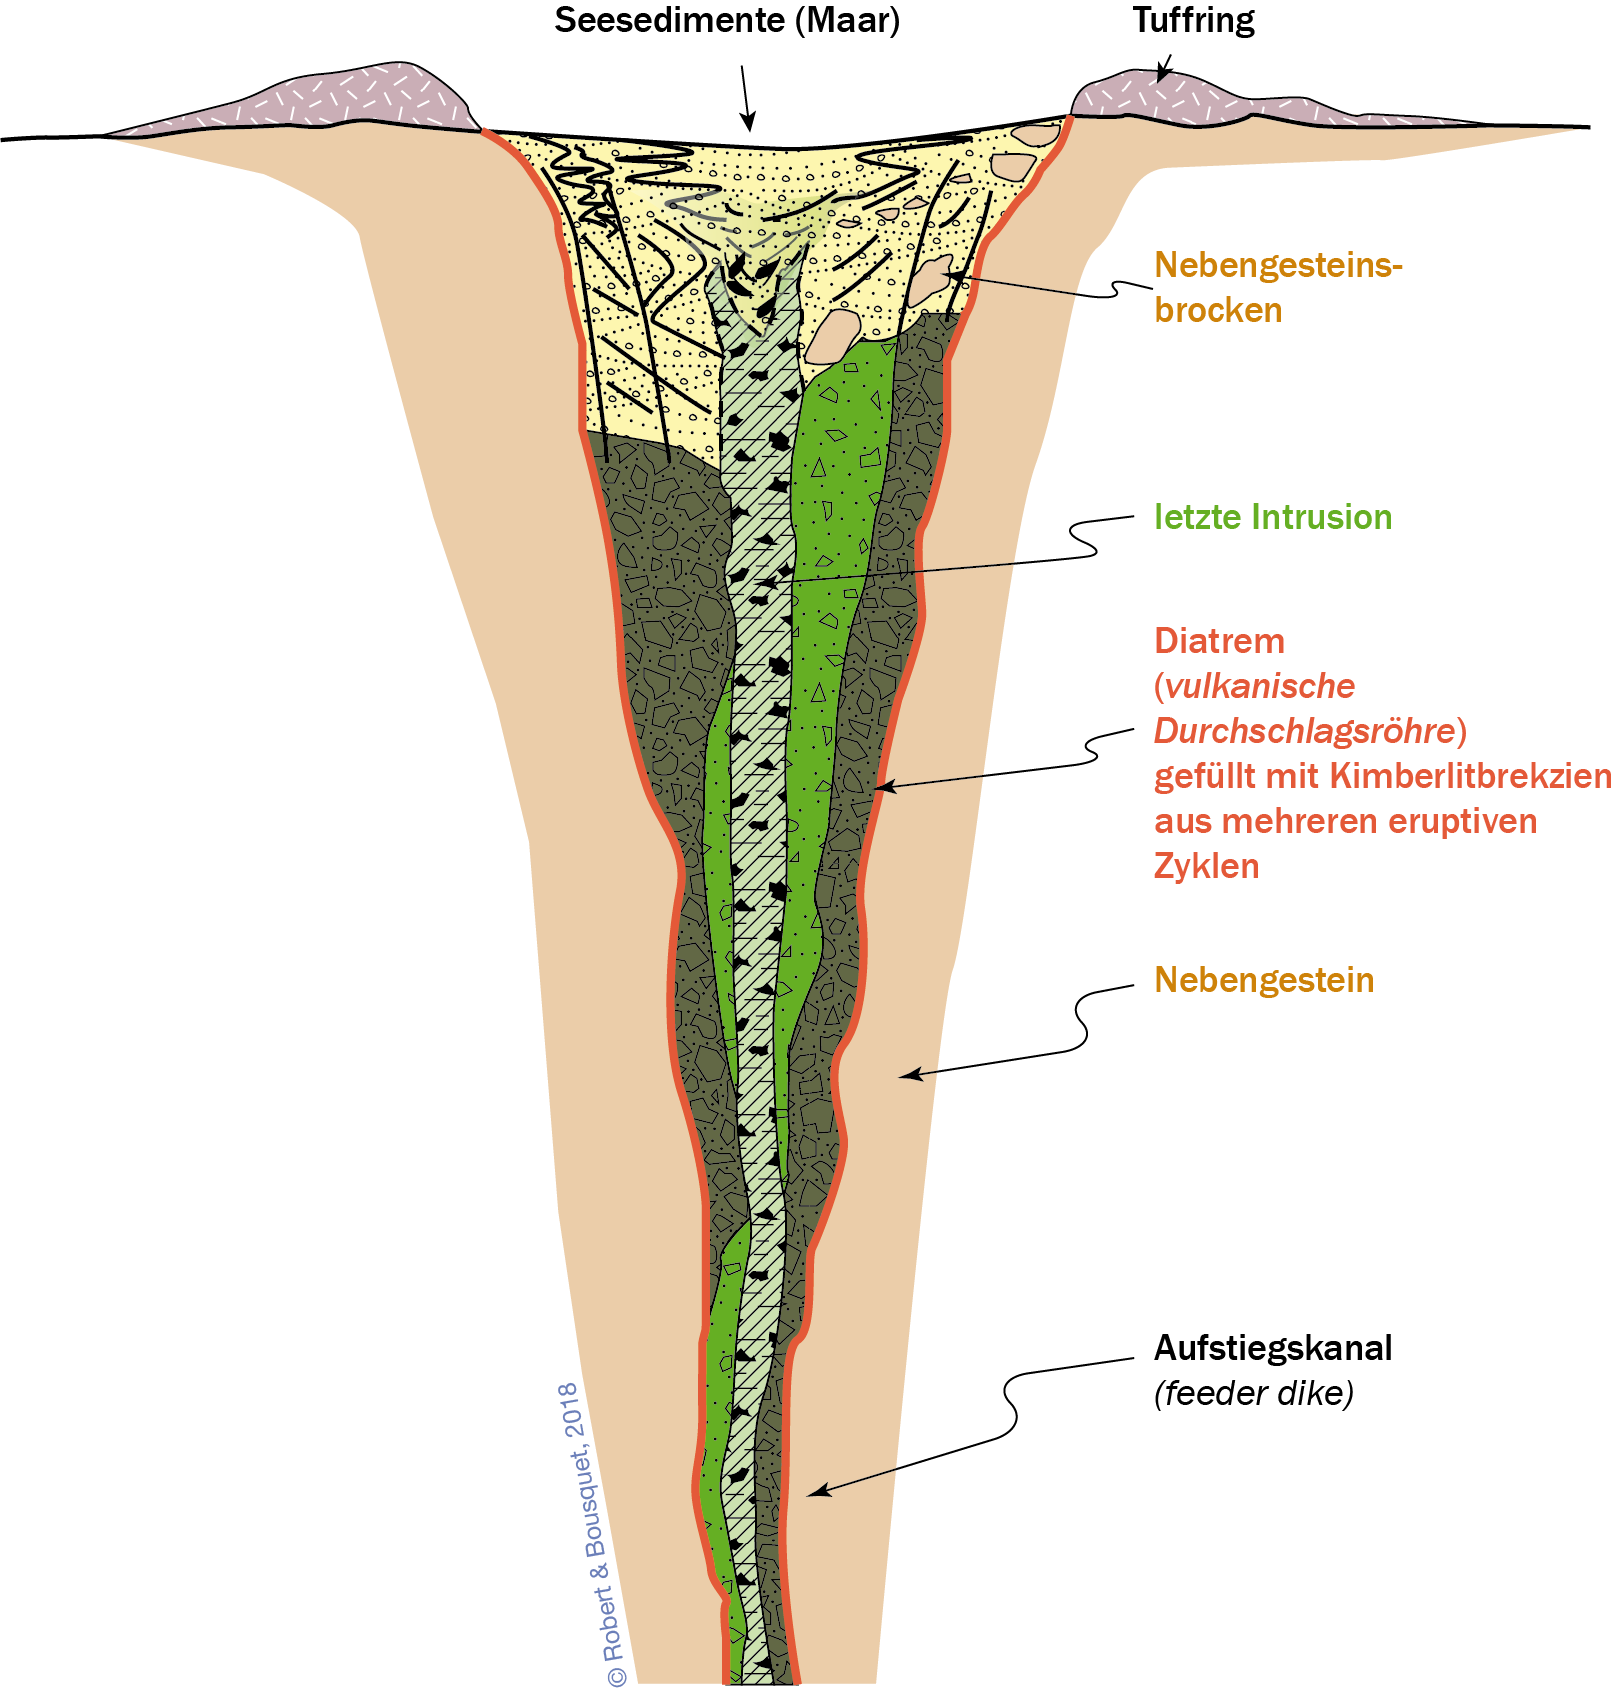 Seesedimente (Maar)
Tuffring
Nebengesteins-
brocken
letzte Intrusion
Diatrem
(vulkanische
Durchschlagsröhre)
gefüllt mit Kimberlitbrekzien
aus mehreren eruptiven
Zyklen
Nebengestein
Aufstiegskanal
(feeder dike)
© Robert & Bousquet, 2018